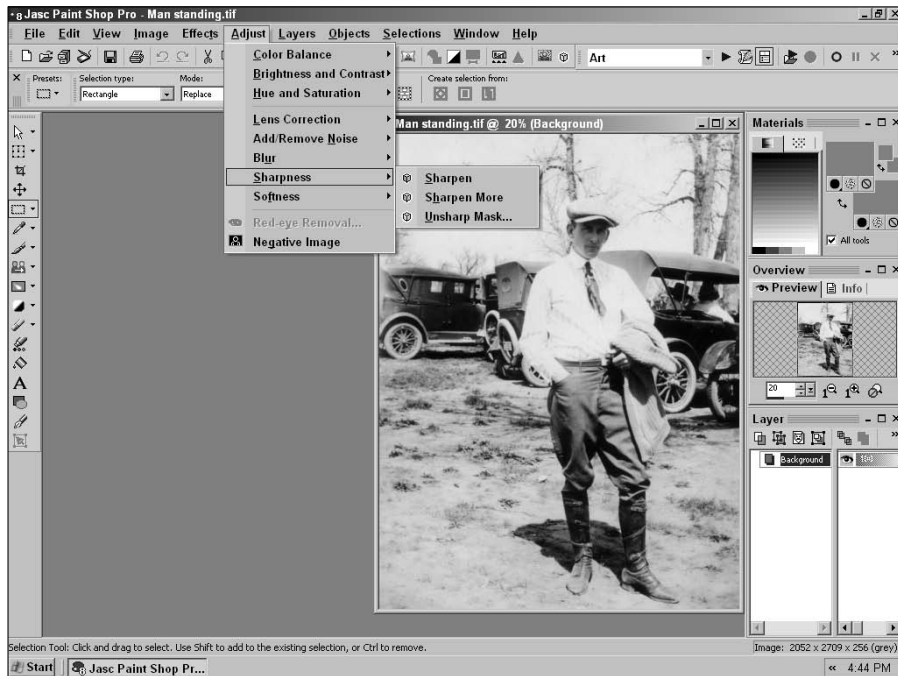 8 Jasc Paint Shop Pro - Man standing.tif
File Edit View Image Effects Adjust Layers Objects Selections Window Help
Art
Presets: Selection type: Mode: Create selection from:
Rectangle Replace
Color Balance
Brightness and Contrast
Hue and Saturation
Lens Correction
Add/Remove Noise
Blur
Sharpness
Softness
Red-eye Removal...
Negative Image
Sharpen
Sharpen More
Unsharp Mask...
Man standing.tif @ 20% (Background)
Materials
All tools
Overview
Preview Info
20
Layer
Background
100
Selection Tool: Click and drag to select. Use Shift to add to the existing selection, or Ctrl to remove.
Image: 2052 x 2709 x 256 (grey)
Start Jasc Paint Shop Pr... 4:44 PM